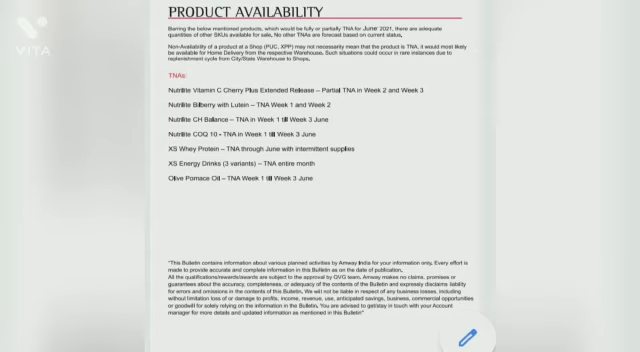 VITA
PRODUCT AVAILABILITY
Barring the below mentioned products, which would be fully or partially TNA for June' 2021, there are adequate
quantities of other SKUs available for sale. No other TNAs are forecast based on current status.
Non-Availability of a product at a Shop (PUC, XPP) may not necessarily mean that the product is TNA, it would most likely
be available for Home Delivery from the respective Warehouse. Such situations could occur in rare instances due to
replenishment cycle from City/State Warehouse to Shops.
TNAs:
Nutrilite Vitamin C Cherry Plus Extended Release – Partial TNA in Week 2 and Week 3
Nutrilite Bilberry with Lutein – TNA Week 1 and Week 2
Nutrilite CH Balance – TNA in Week 1 till Week 3 June
Nutrilite COQ 10 - TNA in Week 1 till Week 3 June
XS Whey Protein – TNA through June with intermittent supplies
XS Energy Drinks (3 variants) – TNA entire month
Olive Pomace Oil – TNA Week 1 till Week 3 June
"This Bulletin contains information about various planned activities by Amway India for your information only. Every effort is
made to provide accurate and complete information in this Bulletin as on the date of publication.
All the qualifications/rewards/awards are subject to the approval by GVG team. Amway makes no claims, promises or
guarantees about the accuracy, completeness, or adequacy of the contents of the Bulletin and expressly disclaims liability
for errors and omissions in the contents of this Bulletin. We will not be liable in respect of any business losses, including
without limitation loss of or damage to profits, income, revenue, use, anticipated savings, business, commercial opportunities
or goodwill for solely relying on the information in the Bulletin. You are advised to get/stay in touch with your Account
manager for more details and updated information as mentioned in this Bulletin"